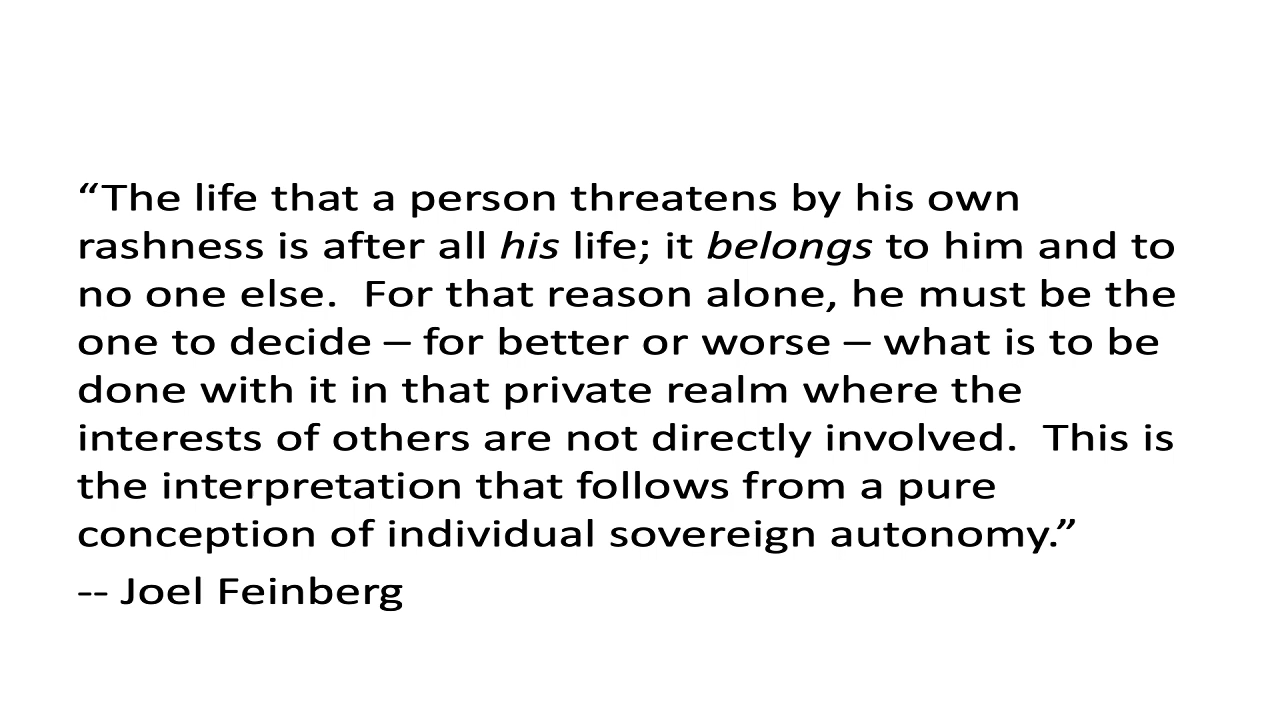 “The life that a person threatens by his own
rashness is after all his life; it belongs to him and to
no one else.  For that reason alone, he must be the
one to decide – for better or worse – what is to be
done with it in that private realm where the
interests of others are not directly involved.  This is
the interpretation that follows from a pure
conception of individual sovereign autonomy.”
-- Joel Feinberg